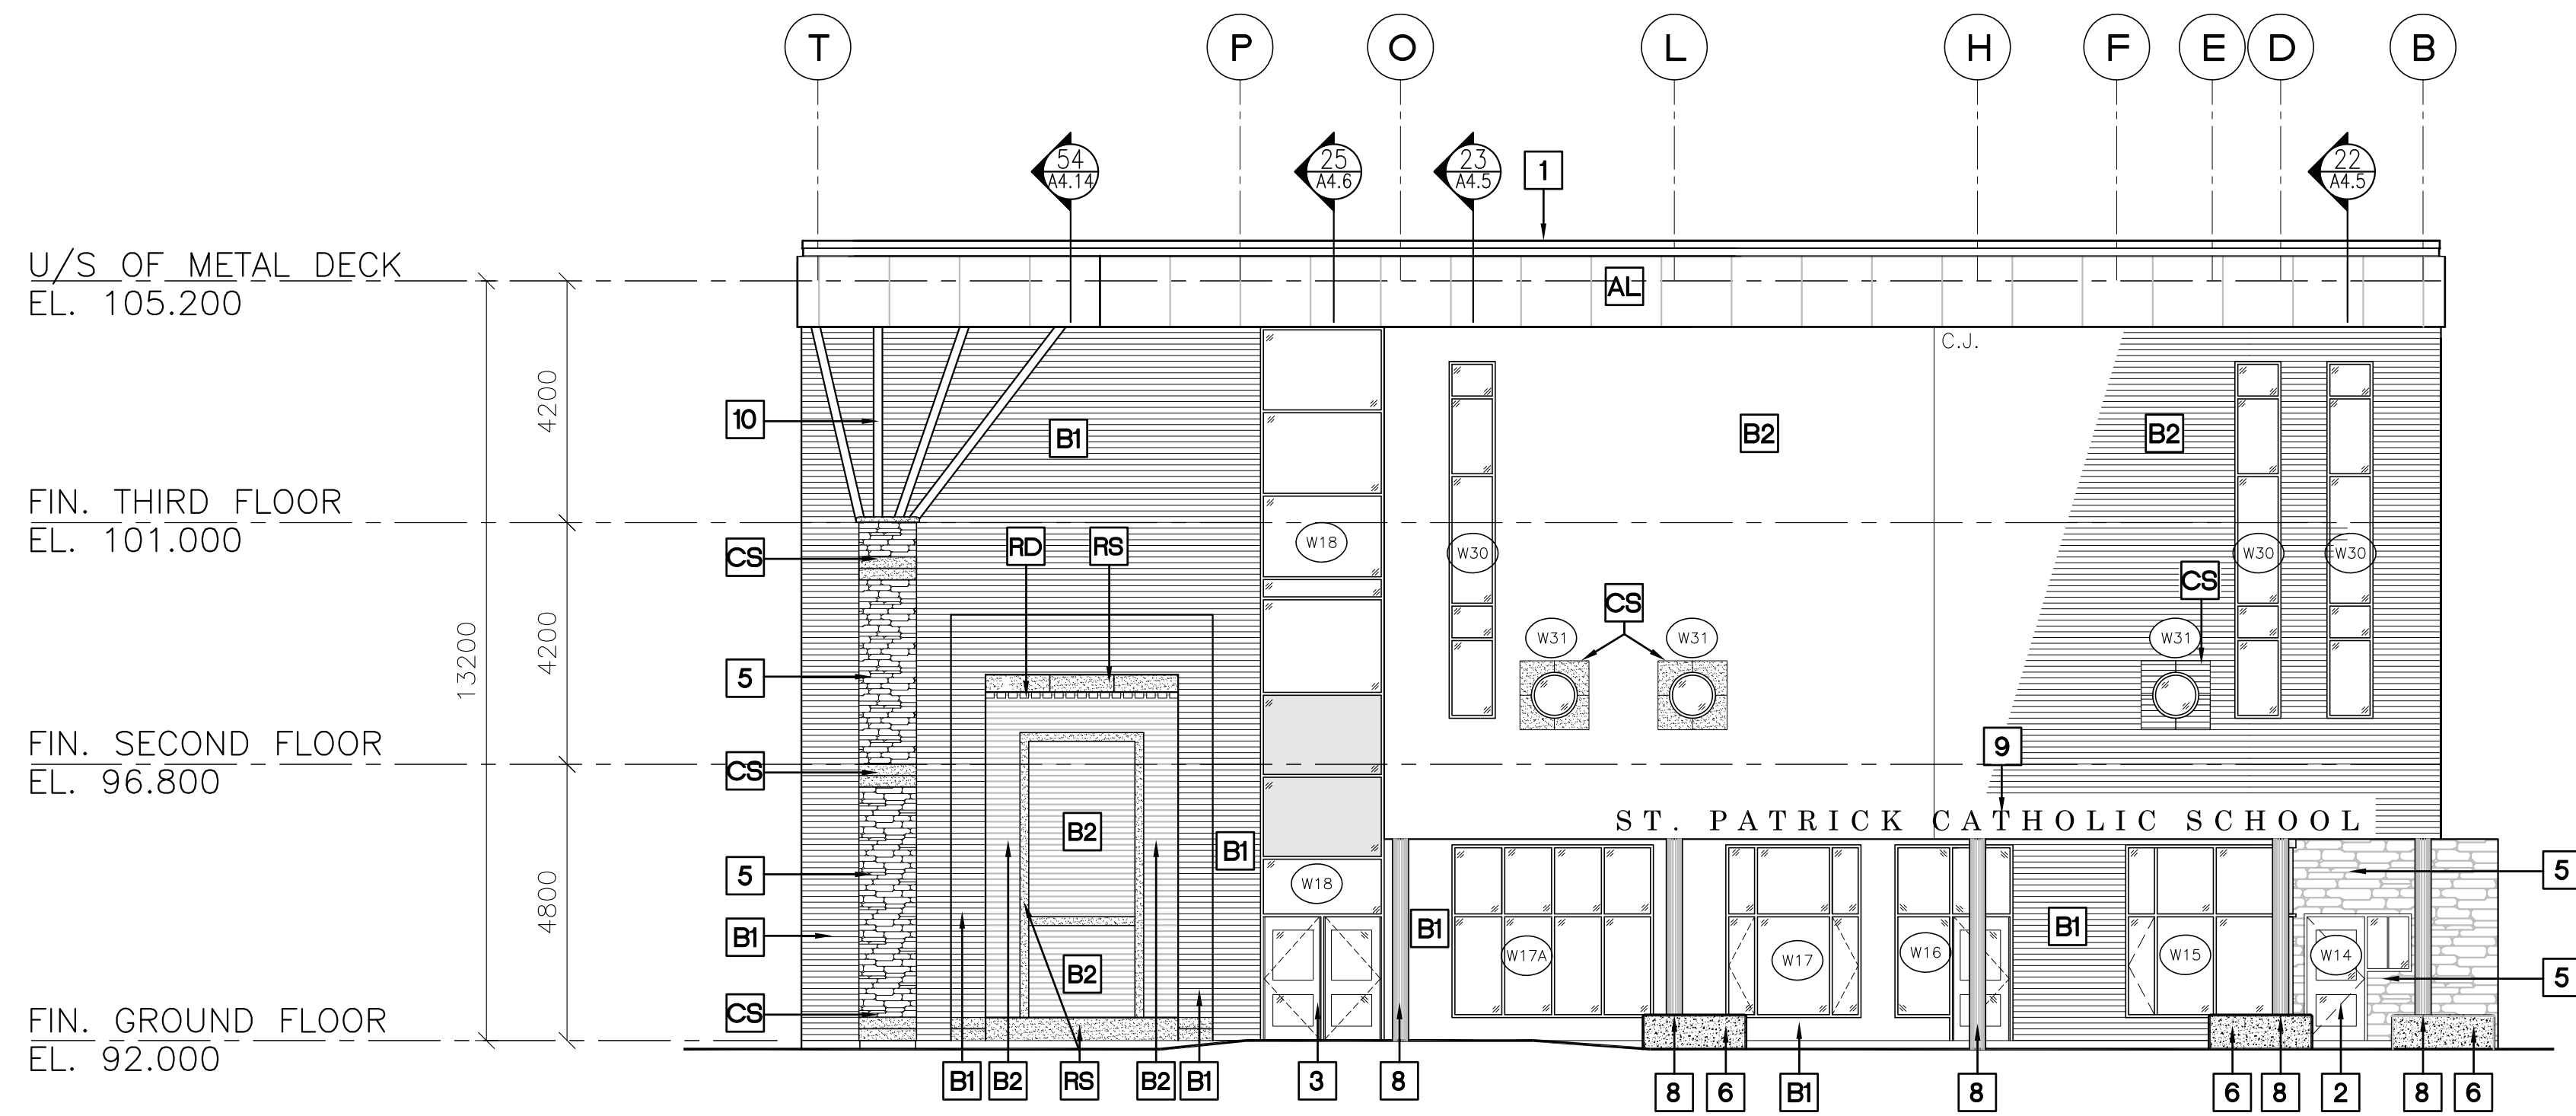 T P O L H F E D B
54 25 23 1 22
A4.14 A4.6 A4.5 A4.5
U/S OF METAL DECK
EL. 105.200
AL
C.J.
4200
10 B1 B2 B2
FIN. THIRD FLOOR
EL. 101.000
CS RD RS W18 W30 W30 W30
CS CS
W31 W31 W31
13200
4200
5
FIN. SECOND FLOOR
EL. 96.800
CS 9
ST. PATRICK CATHOLIC SCHOOL
B2 B1
5 W18 5
4800
B1 B1 B1
W17A W17 W16 W15 W14
B2 5
CS
FIN. GROUND FLOOR
EL. 92.000
B1 B2 RS B2 B1 3 8 8 6 B1 8 6 8 2 8 6